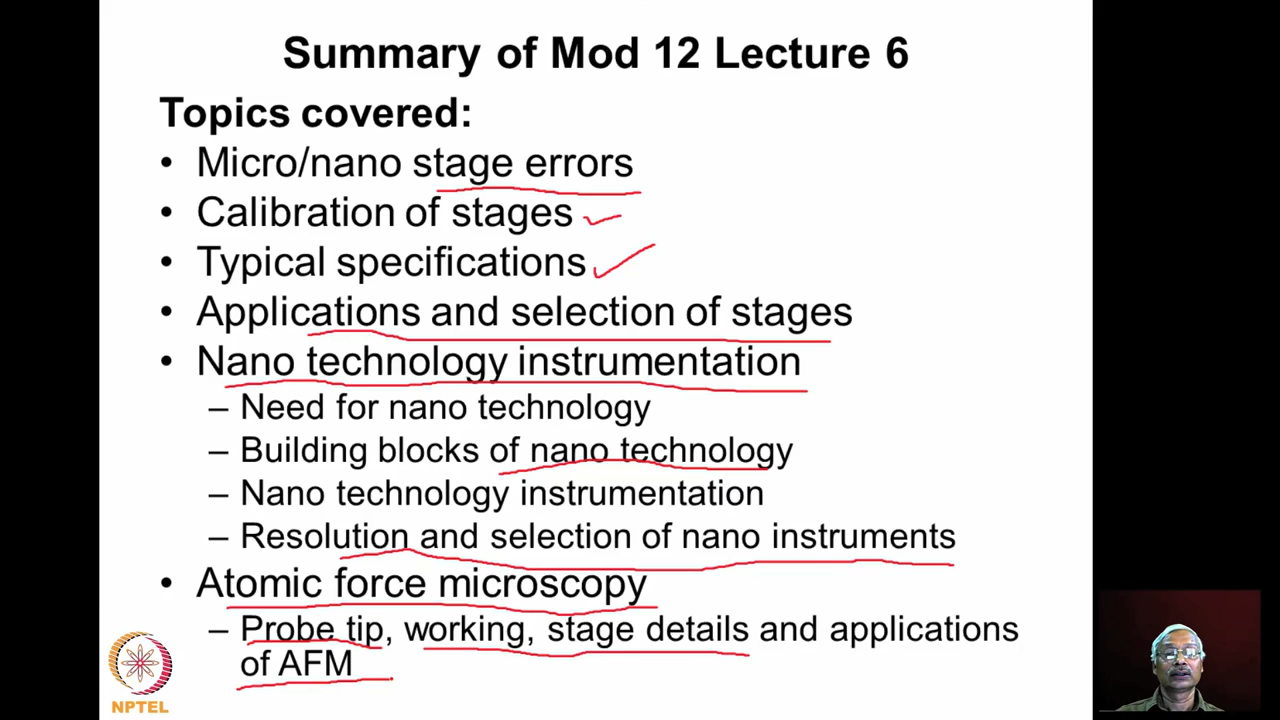 Summary of Mod 12 Lecture 6
Topics covered:
• Micro/nano stage errors
• Calibration of stages
• Typical specifications
• Applications and selection of stages
• Nano technology instrumentation
– Need for nano technology
– Building blocks of nano technology
– Nano technology instrumentation
– Resolution and selection of nano instruments
• Atomic force microscopy
– Probe tip, working, stage details and applications
of AFM
NPTEL